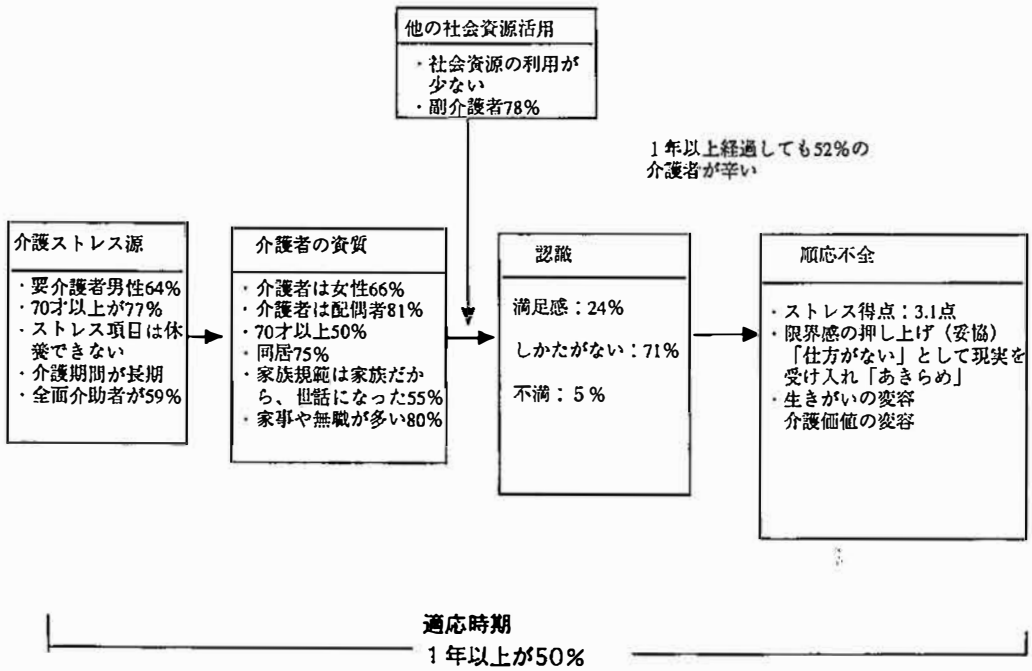 他の社会資源活用
・社会資源の利用が
少ない
・副介護者78%
1年以上経過しても52%の
介護者が辛い
介護ストレス源
・要介護者男性64%
・70才以上が77%
・ストレス項目は休
養できない
・介護期間が長期
・全面介助者が59%
介護者の資質
・介護者は女性66%
・介護者は配偶者81%
・70才以上50%
・同居75%
・家族規範は家族だか
ら、世話になった55%
・家事や無職が多い80%
認識
満足感：24%
しかたがない：71%
不満：5%
順応不全
・ストレス得点：3.1点
・限界感の押し上げ（妥協）
「仕方がない」として現実を
受け入れ「あきらめ」
・生きがいの変容
介護価値の変容
適応時期
1年以上が50%